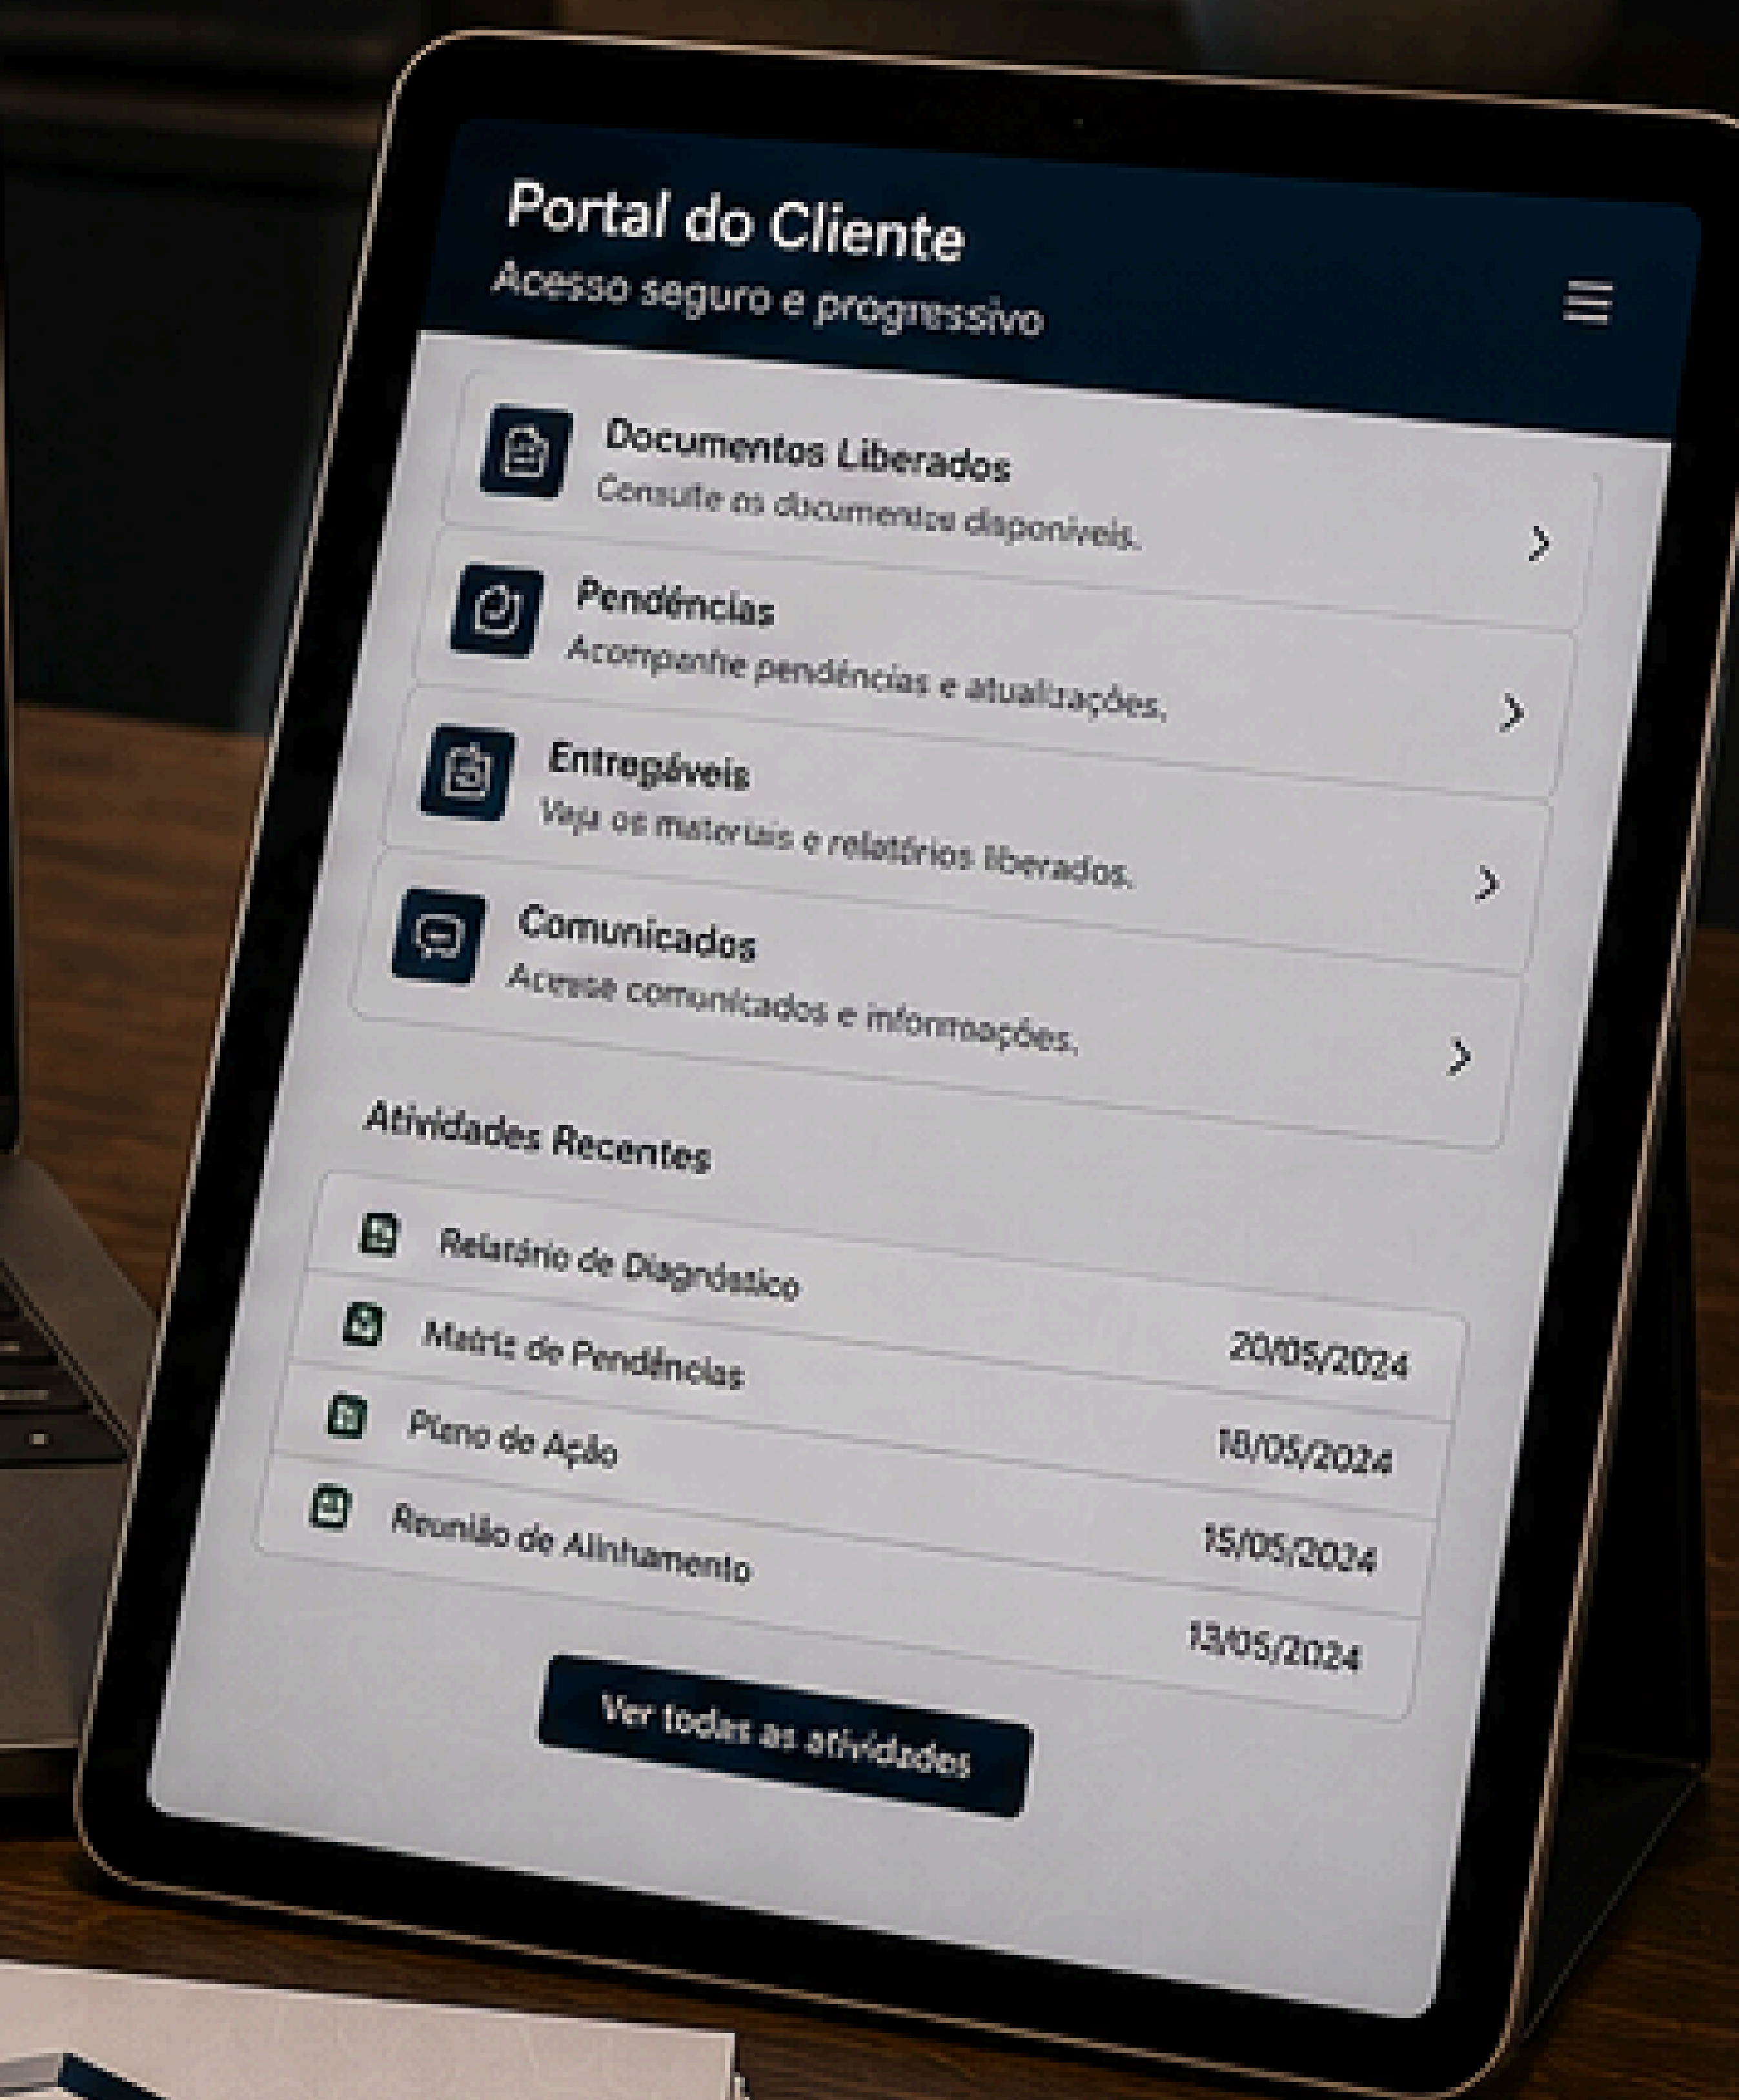 Portal do Cliente
Acesso seguro e progressivo
Documentos Liberados
Consulte os documentos disponíveis.
Pendências
Acompanhe pendências e atualizações.
Entregáveis
Veja os materiais e relatórios liberados.
Comunicados
Acesse comunicados e informações.
Atividades Recentes
Relatório de Diagnóstico 20/05/2024
Matriz de Pendências 18/05/2024
Plano de Ação 15/05/2024
Reunião de Alinhamento 13/05/2024
Ver todas as atividades